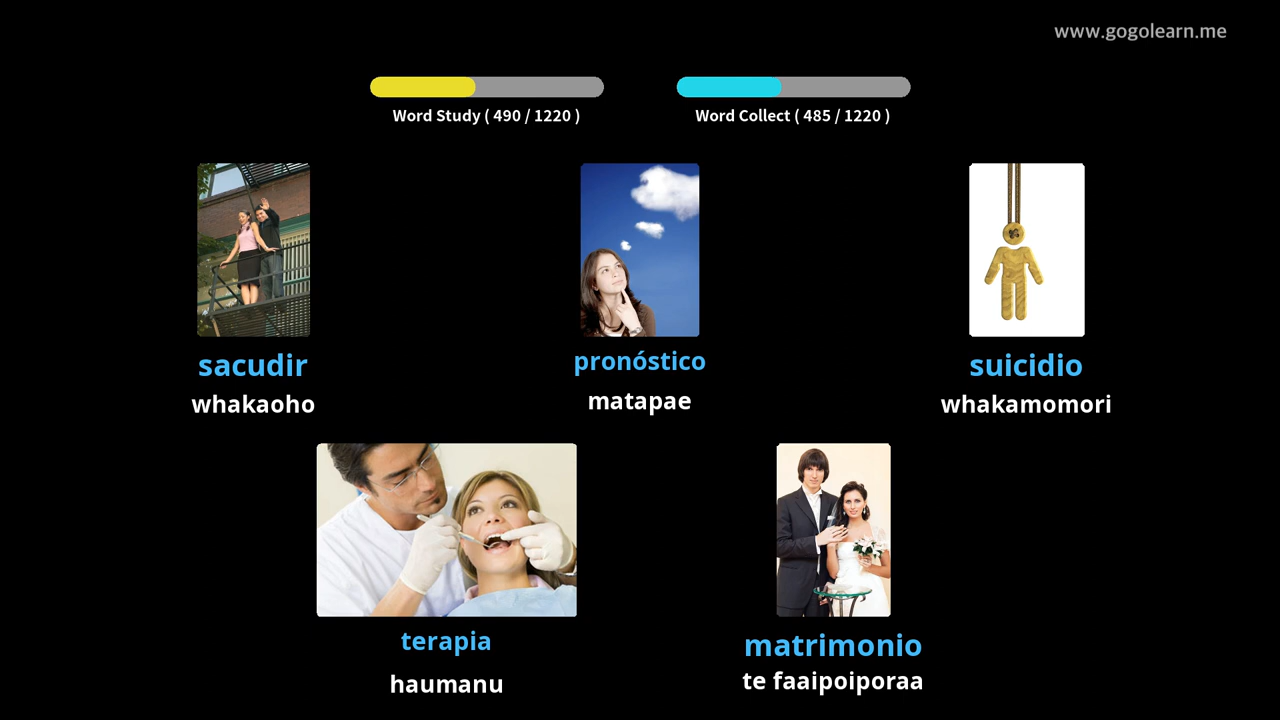 www.gogolearn.me
Word Study ( 490 / 1220 )
Word Collect ( 485 / 1220 )
sacudir
whakaoho
pronóstico
matapae
suicidio
whakamomori
terapia
haumanu
matrimonio
te faaipoiporaa